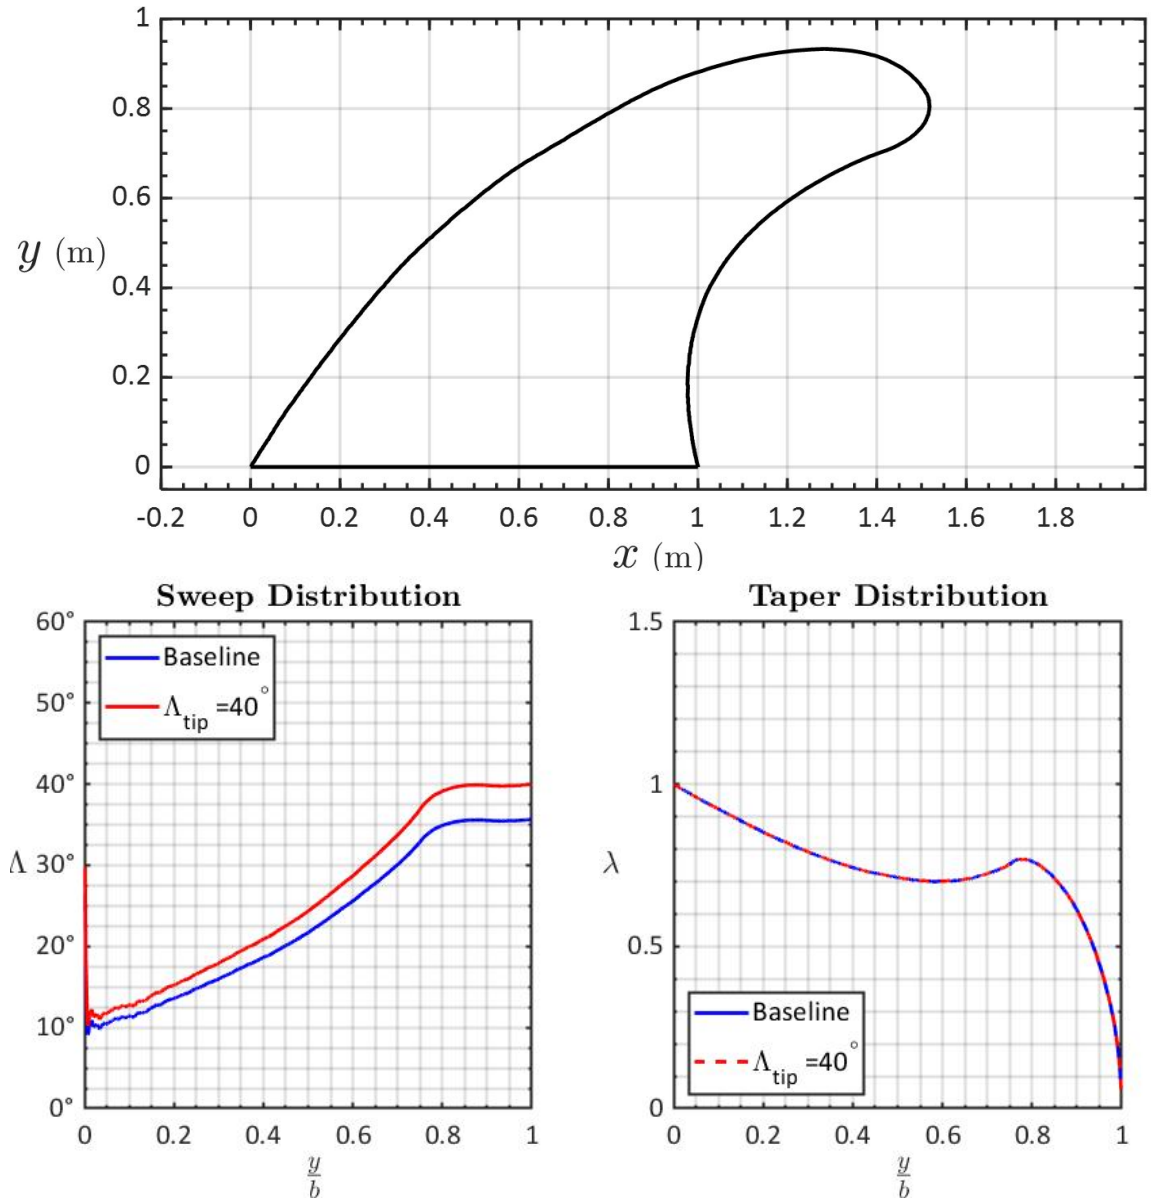 1
0.8
0.6
y (m)
0.4
0.2
0
-0.2 0 0.2 0.4 0.6 0.8 1 1.2 1.4 1.6 1.8
x (m)
Sweep Distribution
60°
Baseline
Λtip =40°
50°
40°
Λ 30°
20°
10°
0°
0 0.2 0.4 0.6 0.8 1
y/b
Taper Distribution
1.5
1
λ
0.5
Baseline
Λtip =40°
0
0 0.2 0.4 0.6 0.8 1
y/b